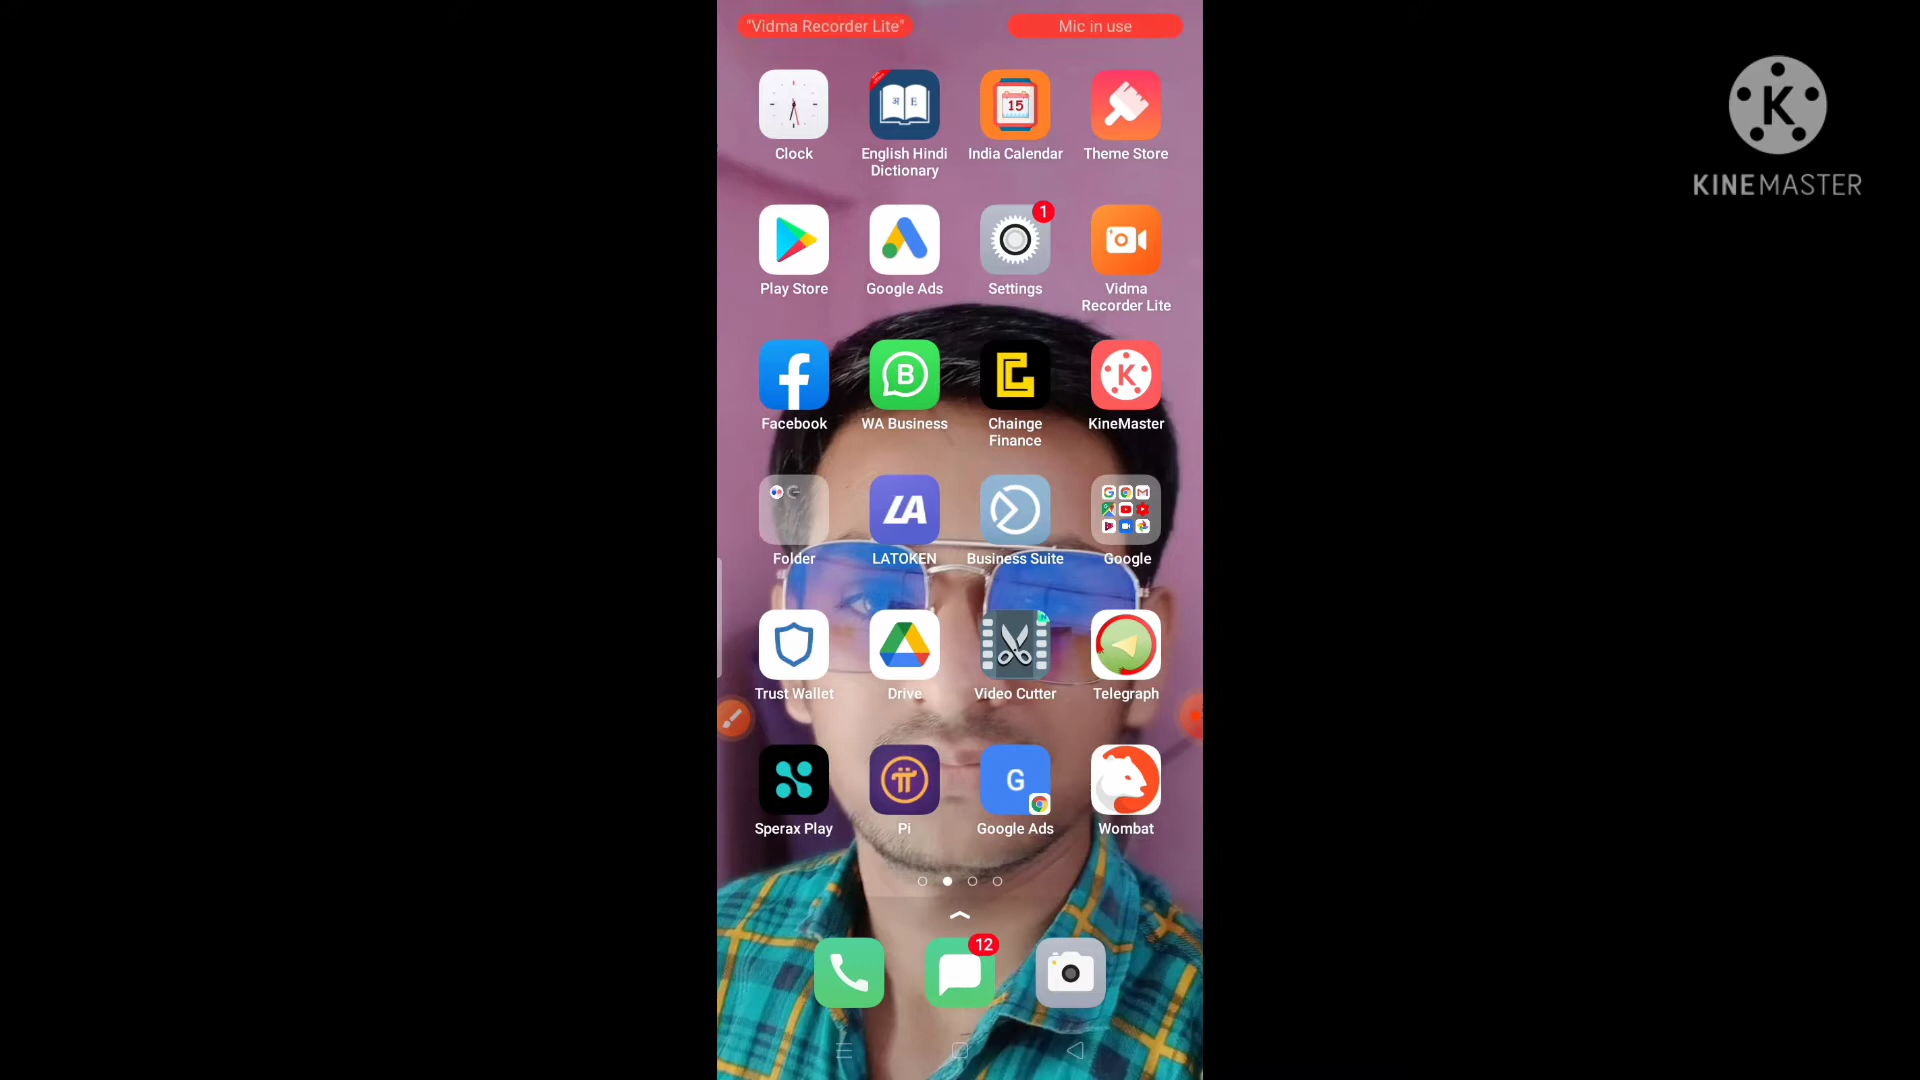 "Vidma Recorder Lite" Mic in use
K
KINEMASTER
अ E
15
Clock English Hindi India Calendar Theme Store
Dictionary
1
Play Store Google Ads Settings Vidma
Recorder Lite
B
K
Facebook WA Business Chainge KineMaster
Finance
LA
Folder LATOKEN Business Suite Google
Trust Wallet Drive Video Cutter Telegraph
G
Sperax Play Pi Google Ads Wombat
12